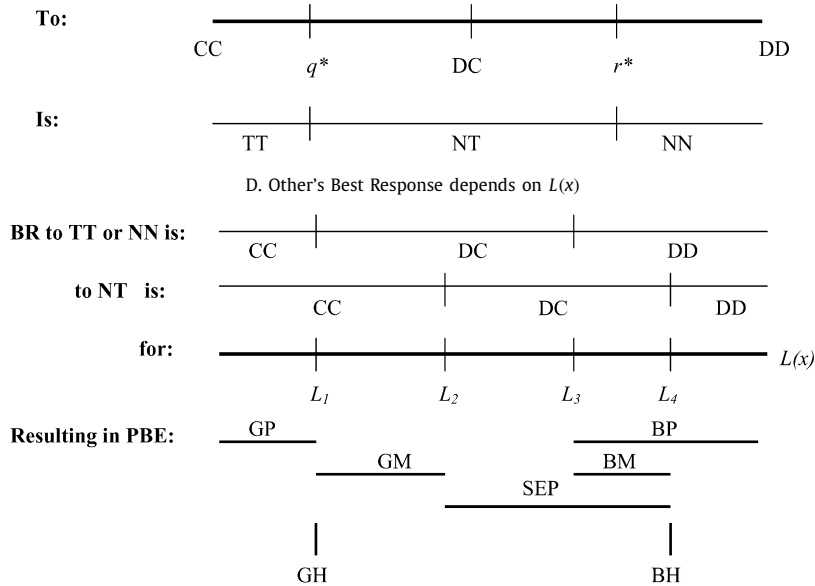 To:
CC q* DC r* DD
Is:
TT NT NN
D. Other's Best Response depends on L(x)
BR to TT or NN is:
CC DC DD
to NT is:
CC DC DD
for:
L(x)
L1 L2 L3 L4
Resulting in PBE:
GP BP
GM BM
SEP
GH BH